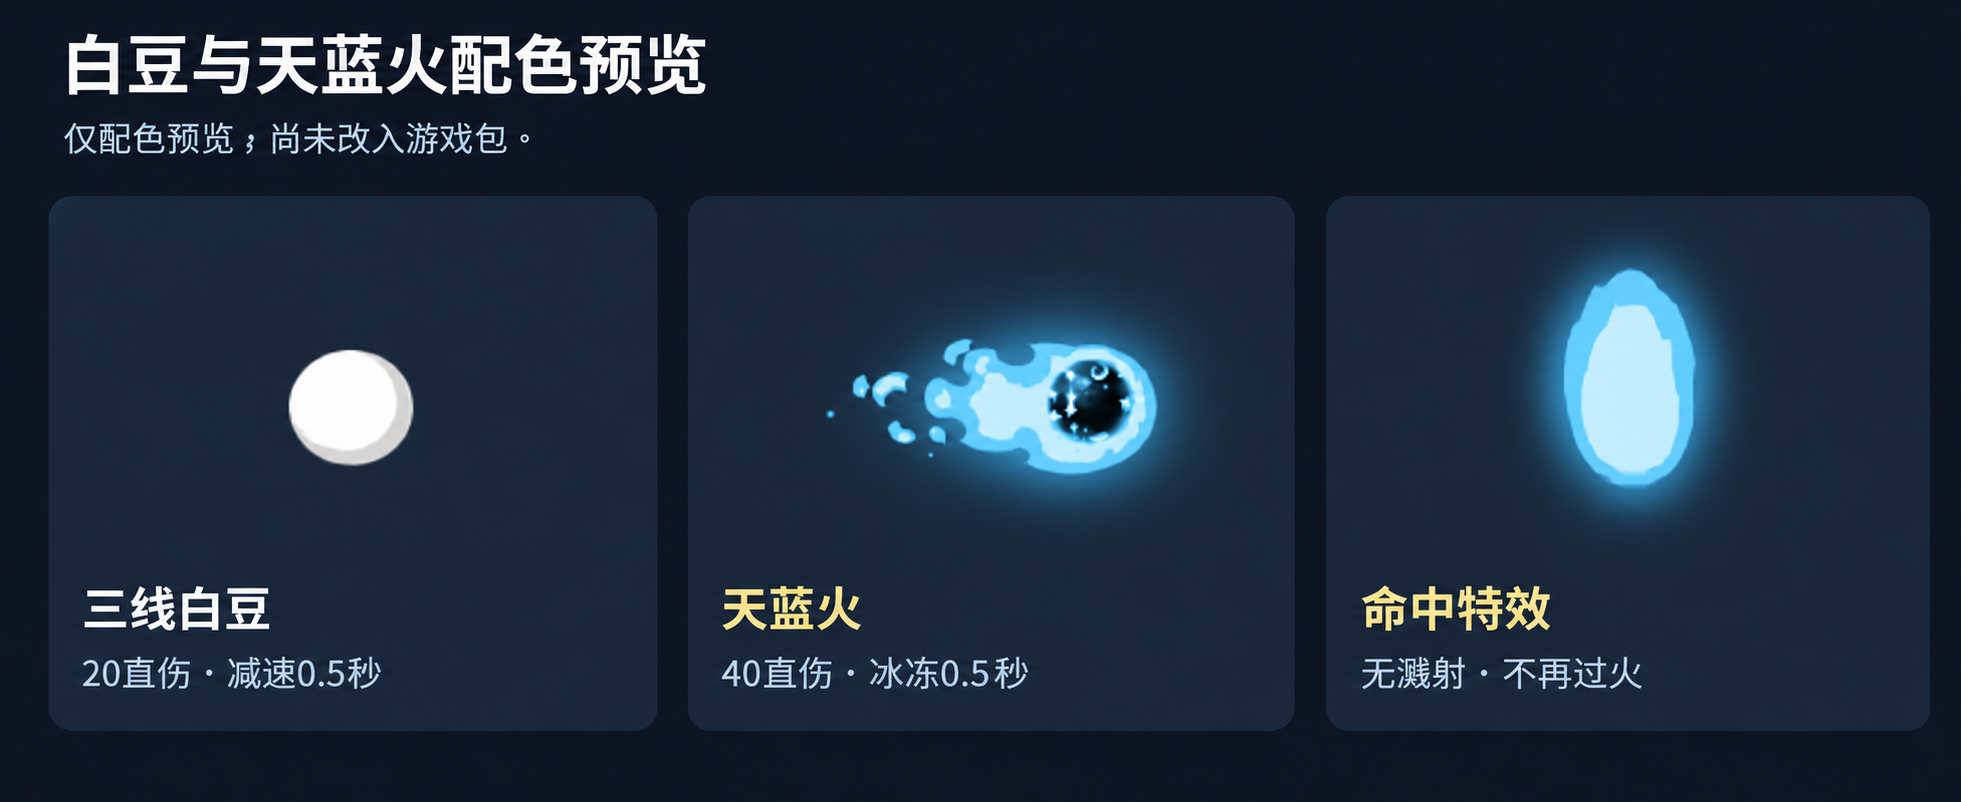 白豆与天蓝火配色预览
仅配色预览；尚未改入游戏包。
三线白豆
20直伤·减速0.5秒
天蓝火
40直伤·冰冻0.5秒
命中特效
无溅射·不再过火